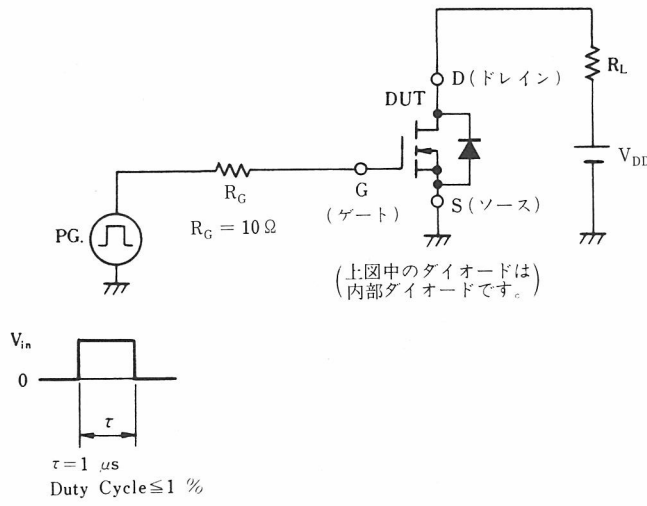 D(ドレイン)
RL
DUT
VDD
RG
G
(ゲート)
S(ソース)
PG.
RG = 10Ω
(上図中のダイオードは
内部ダイオードです。)
Vin
0
τ
τ=1 μs
Duty Cycle≦1 %